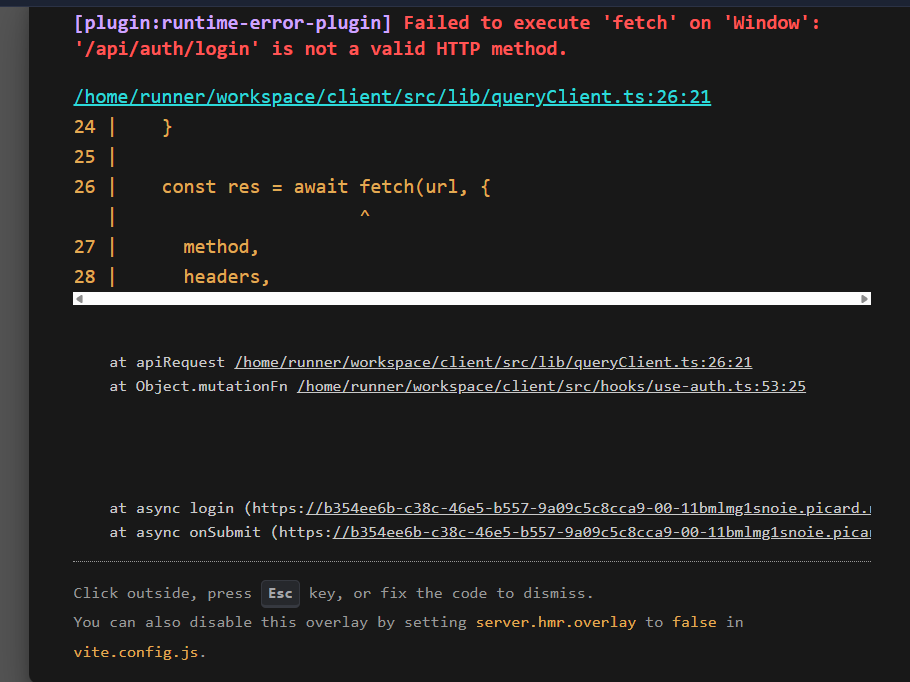 [plugin:runtime-error-plugin] Failed to execute 'fetch' on 'Window':
'/api/auth/login' is not a valid HTTP method.
/home/runner/workspace/client/src/lib/queryClient.ts:26:21
24 |    }
25 |
26 |    const res = await fetch(url, {
   |                      ^
27 |      method,
28 |      headers,
at apiRequest /home/runner/workspace/client/src/lib/queryClient.ts:26:21
at Object.mutationFn /home/runner/workspace/client/src/hooks/use-auth.ts:53:25
at async login (https://b354ee6b-c38c-46e5-b557-9a09c5c8cca9-00-11bmlmg1snoie.picard.
at async onSubmit (https://b354ee6b-c38c-46e5-b557-9a09c5c8cca9-00-11bmlmg1snoie.pica
Click outside, press Esc key, or fix the code to dismiss.
You can also disable this overlay by setting server.hmr.overlay to false in
vite.config.js.